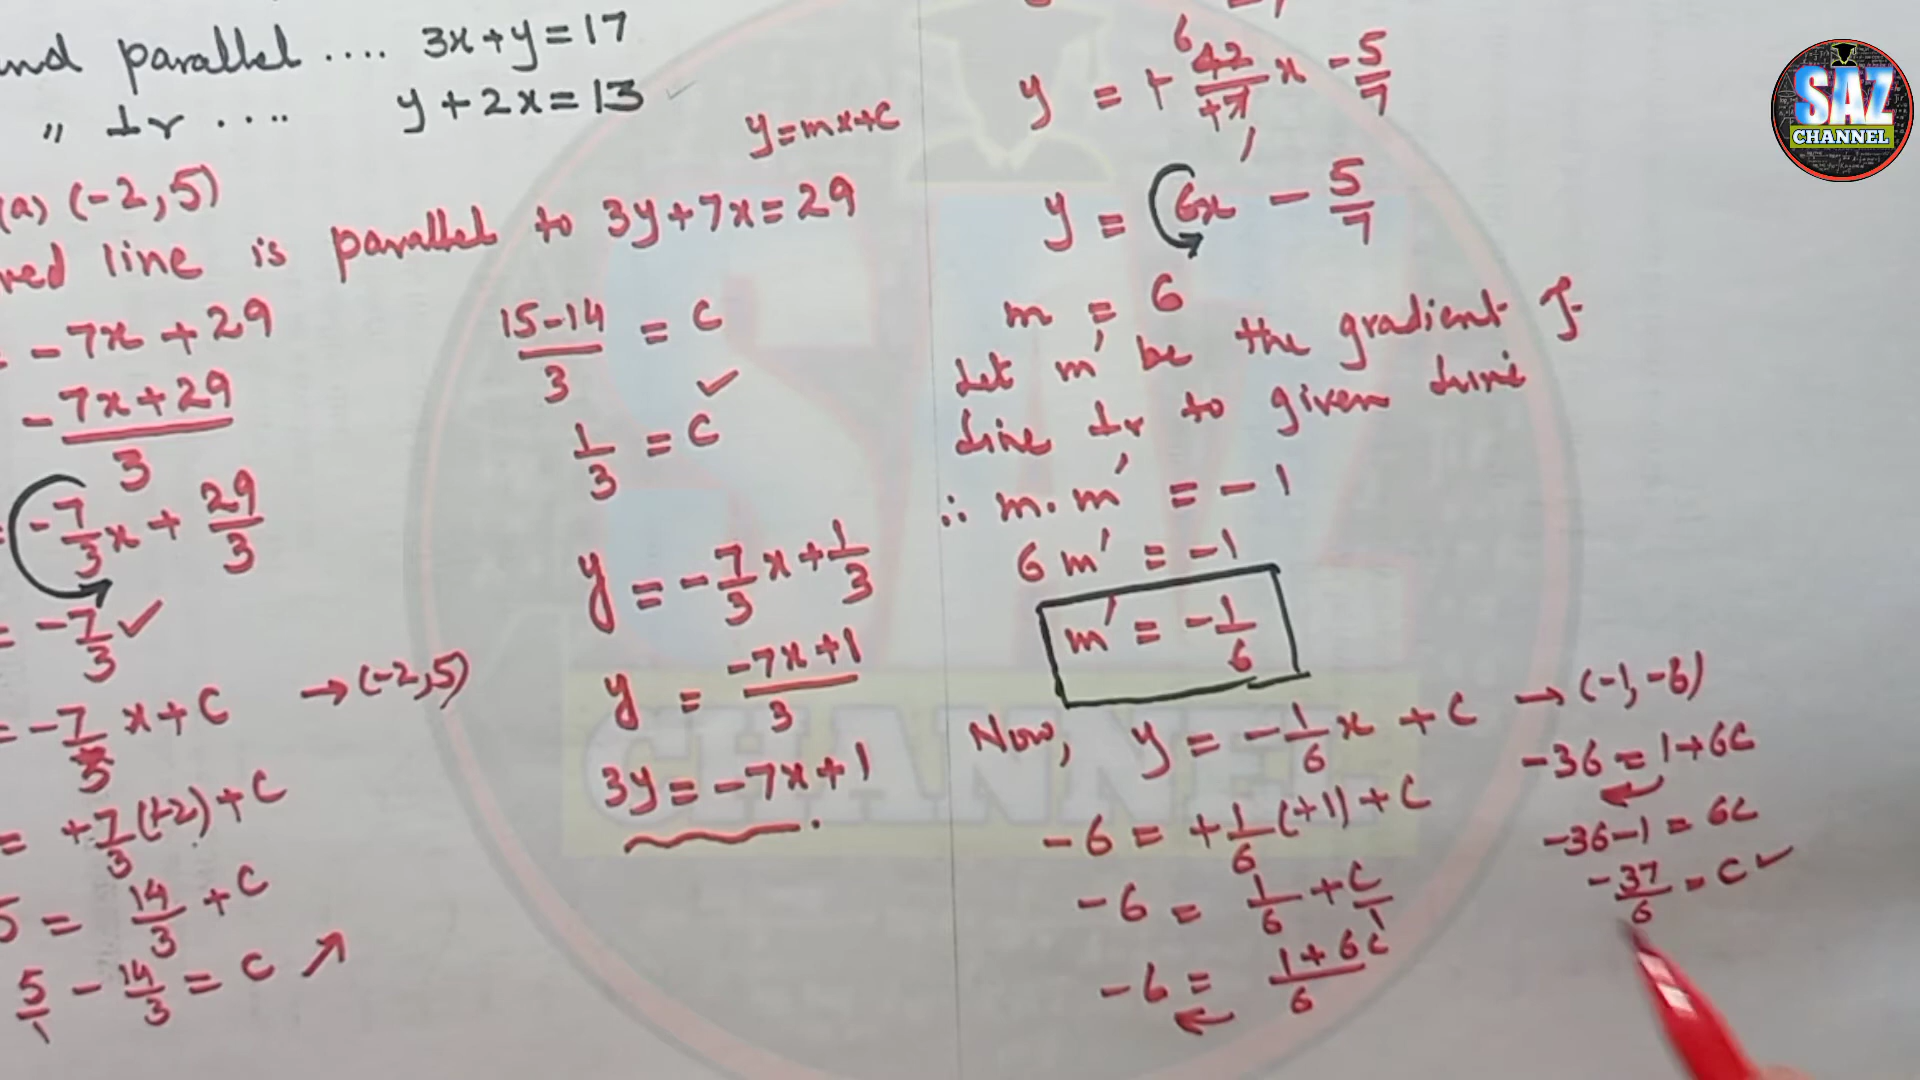 nd parallel .... 3x+y=17
" ⊥r .... y+2x=13
y=mx+c
(a) (-2,5)
red line is parallel to 3y+7x=29
= -7x+29
-7x+29
3
= -7/3 x + 29/3
= -7/3 ✓
= -7/3 x+c → (-2,5)
= +7/3 (+2)+c
5 = 14/3 + c
5/1 - 14/3 = c ↗
15-14/3 = c
1/3 = c ✓
y = -7/3 x + 1/3
y = -7x+1/3
3y = -7x+1.
y = + 6 42/+7 x - 5/7
y = 6x - 5/7
m = 6
Let m' be the gradient of
line ⊥r to given line
∴ m.m' = -1
6m' = -1
m' = -1/6
Now, y = -1/6 x + c → (-1,-6)
-6 = +1/6 (+1) + c
-6 = 1/6 + c/1
-6 = 1+6c/6
-36 = 1+6c
-36-1 = 6c
-37/6 = c ✓
SAZ
CHANNEL
SAZ
CHANNEL